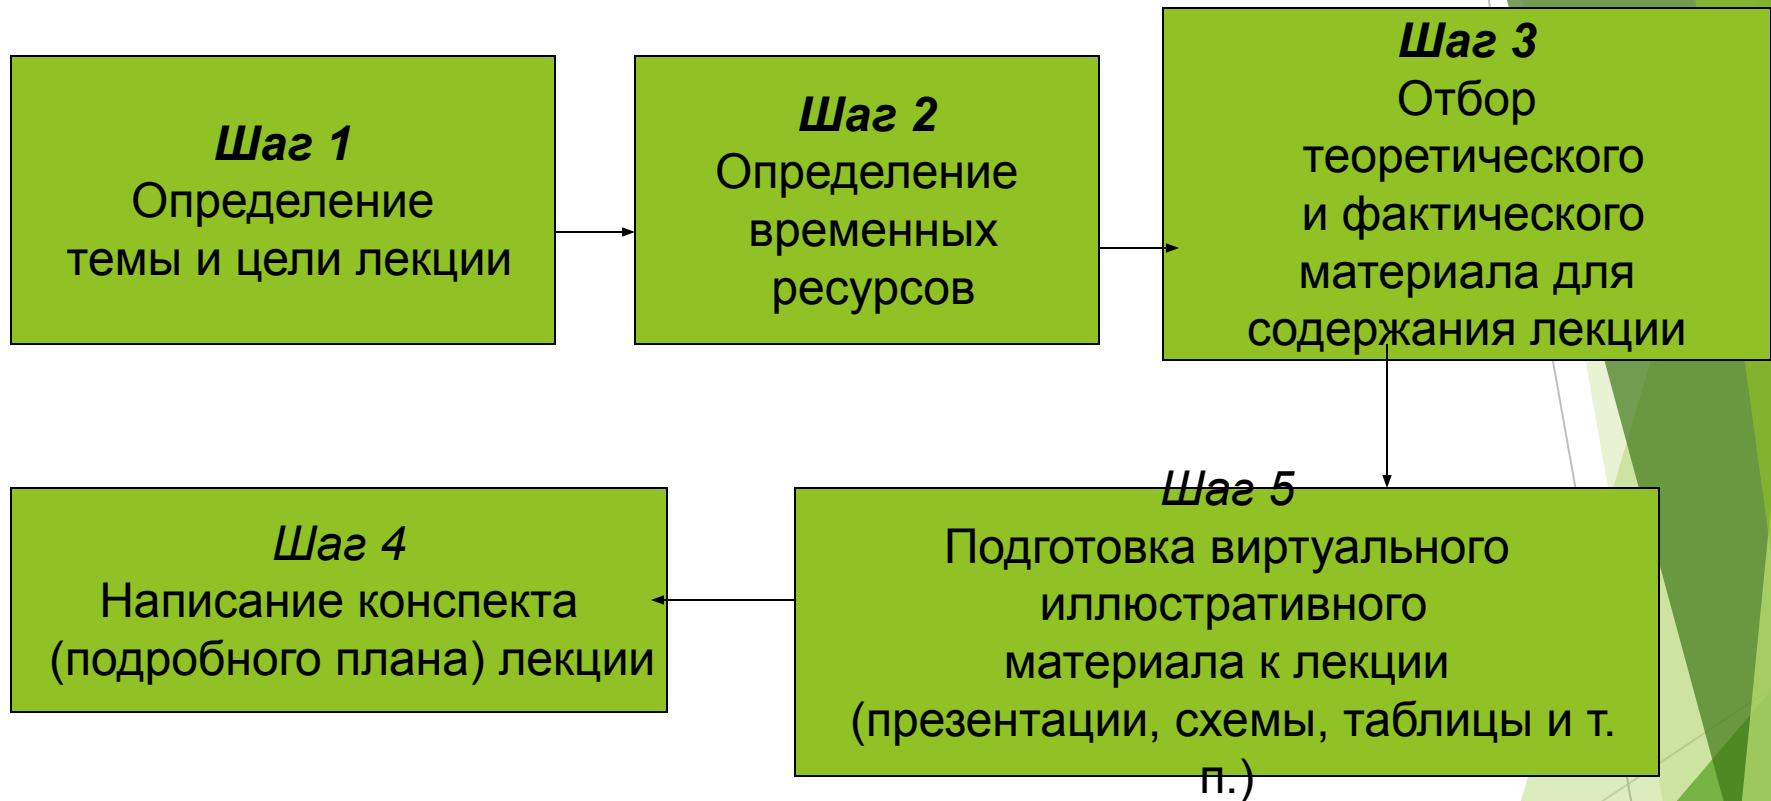 Шаг 1
Определение
темы и цели лекции
Шаг 2
Определение
временных
ресурсов
Шаг 3
Отбор
теоретического
и фактического
материала для
содержания лекции
Шаг 4
Написание конспекта
(подробного плана) лекции
Шаг 5
Подготовка виртуального
иллюстративного
материала к лекции
(презентации, схемы, таблицы и т.
п.)